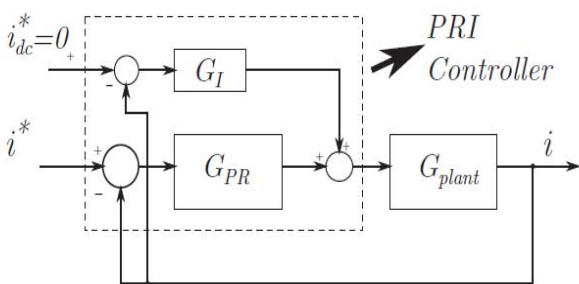 i*dc=0
+
-
G_I
PRI
Controller
i*
+
-
G_PR
+
+
G_plant
i